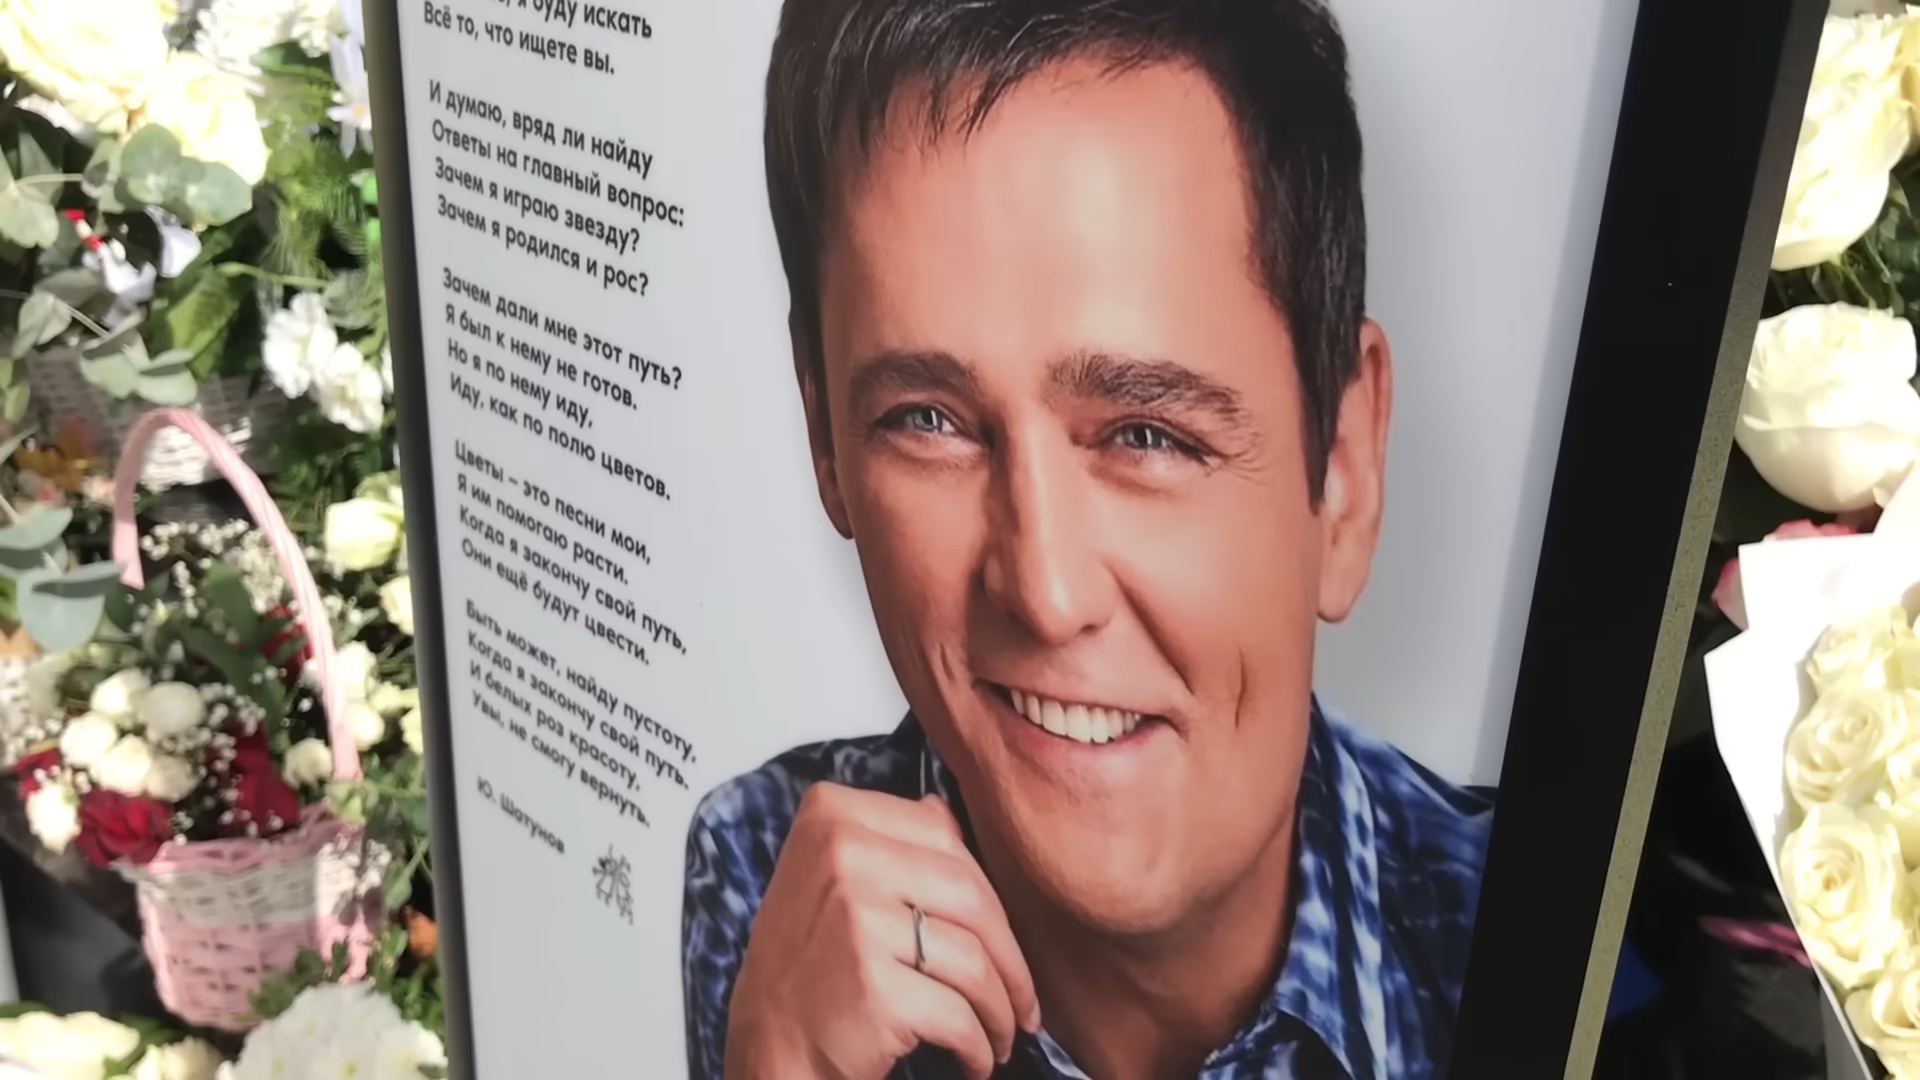 я буду искать
Всё то, что ищете вы.
И думаю, вряд ли найду
Ответы на главный вопрос:
Зачем я играю звезду?
Зачем я родился и рос?
Зачем дали мне этот путь?
Я был к нему не готов.
Но я по нему иду,
Иду, как по полю цветов.
Цветы – это песни мои,
Я им помогаю расти.
Когда я закончу свой путь,
Они ещё будут цвести.
Быть может, найду пустоту,
Когда я закончу свой путь.
И белых роз красоту,
Увы, не смогу вернуть.
Ю. Шатунов